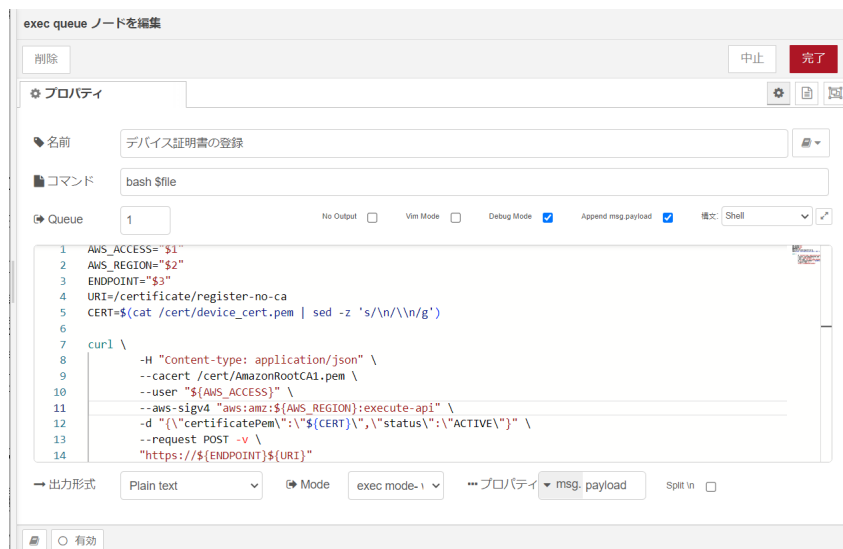 exec queue ノードを編集
削除
中止
完了
プロパティ
名前
デバイス証明書の登録
コマンド
bash $file
Queue
1
No Output
Vim Mode
Debug Mode
Append msg.payload
構文:
Shell
1 AWS_ACCESS="$1"
2 AWS_REGION="$2"
3 ENDPOINT="$3"
4 URI=/certificate/register-no-ca
5 CERT=$(cat /cert/device_cert.pem | sed -z 's/\n/\\n/g')
6
7 curl \
8 -H "Content-type: application/json" \
9 --cacert /cert/AmazonRootCA1.pem \
10 --user "${AWS_ACCESS}" \
11 --aws-sigv4 "aws:amz:${AWS_REGION}:execute-api" \
12 -d "{\"certificatePem\":\"${CERT}\",\"status\":\"ACTIVE\"}" \
13 --request POST -v \
14 "https://${ENDPOINT}${URI}"
出力形式
Plain text
Mode
exec mode-
プロパティ
msg. payload
Split \n
有効